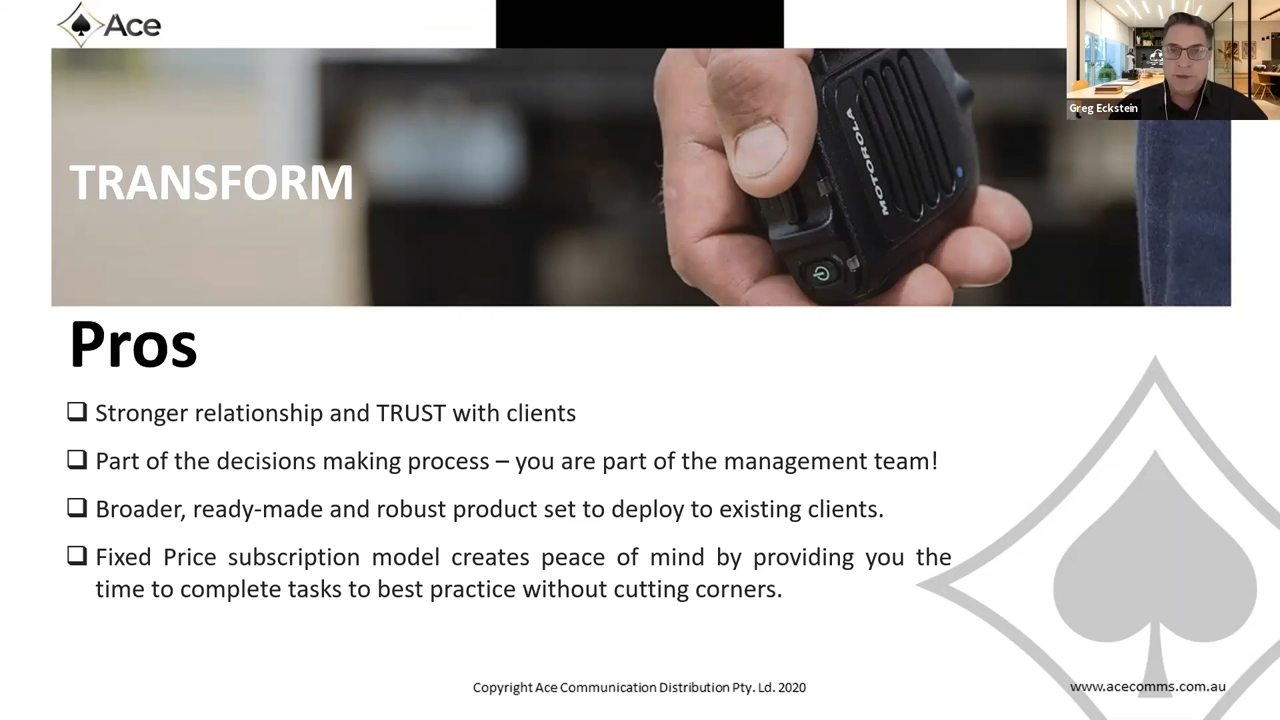 Ace
Greg Eckstein
MOTOROLA
TRANSFORM
Pros
Stronger relationship and TRUST with clients
Part of the decisions making process – you are part of the management team!
Broader, ready-made and robust product set to deploy to existing clients.
Fixed Price subscription model creates peace of mind by providing you the
time to complete tasks to best practice without cutting corners.
Copyright Ace Communication Distribution Pty. Ld. 2020
www.acecomms.com.au